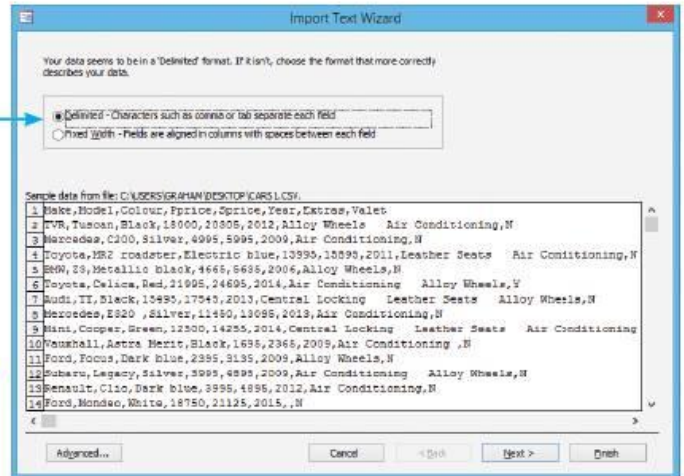 Import Text Wizard
Your data seems to be in a 'Delimited' format. If it isn't, choose the format that more correctly
describes your data.
Delimited - Characters such as comma or tab separate each field
Fixed Width - Fields are aligned in columns with spaces between each field
Sample data from file: C:\USERS\GRAHAM\DESKTOP\CARS1.CSV.
1 Make,Model,Colour,Pprice,Sprice,Year,Extras,Valet
2 TVR,Tuscan,Black,18000,20305,2012,Alloy Wheels Air Conditioning,N
3 Mercedes,C200,Silver,4995,5995,2009,Air Conditioning,N
4 Toyota,MR2 roadster,Electric blue,13995,15895,2011,Leather Seats Air Conditioning,N
5 BMW,Z3,Metallic black,4665,5635,2006,Alloy Wheels,N
6 Toyota,Celica,Red,21995,24695,2014,Air Conditioning Alloy Wheels,Y
7 Audi,TT,Black,15495,17545,2013,Central Locking Leather Seats Alloy Wheels,N
8 Mercedes,E320 ,Silver,11450,13095,2013,Air Conditioning,N
9 Mini,Cooper,Green,12500,14255,2014,Central Locking Leather Seats Air Conditioning
10 Vauxhall,Astra Merit,Black,1695,2365,2009,Air Conditioning ,N
11 Ford,Focus,Dark blue,2395,3135,2009,Alloy Wheels,N
12 Subaru,Legacy,Silver,3995,4895,2009,Air Conditioning Alloy Wheels,N
13 Renault,Clio,Dark blue,3995,4895,2012,Air Conditioning,N
14 Ford,Mondeo,White,18750,21125,2015,,N
Advanced...
Cancel
< Back
Next >
Finish